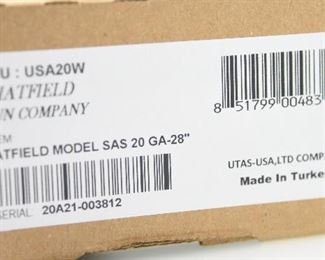 U : USA20W
HATFIELD
UN COMPANY
EM
ATFIELD MODEL SAS 20 GA-28"
SERIAL: 20A21-003812
8 51799 00483
UTAS-USA,LTD COMP
Made In Turke